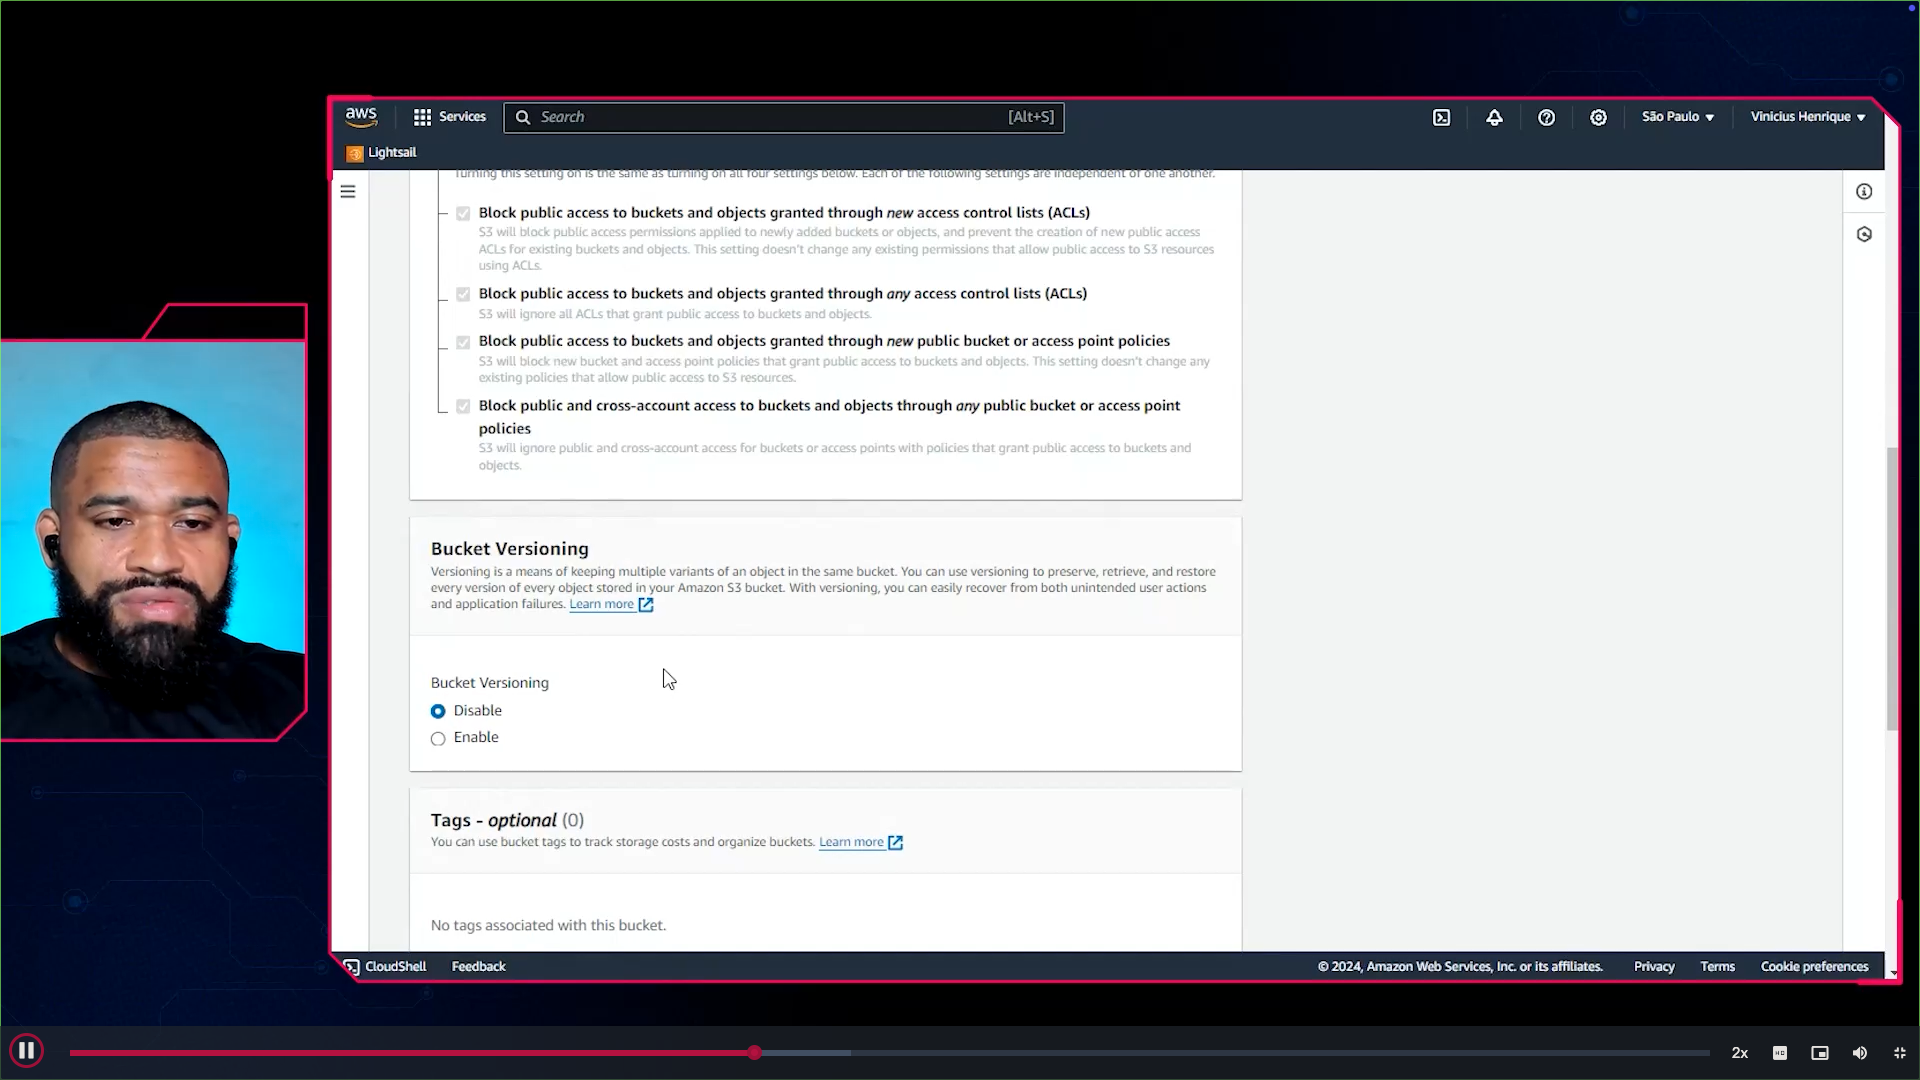 aws
Services
Search
[Alt+S]
São Paulo
Vinicius Henrique
Lightsail
Turning this setting on is the same as turning on all four settings below. Each of the following settings are independent of one another.
Block public access to buckets and objects granted through new access control lists (ACLs)
S3 will block public access permissions applied to newly added buckets or objects, and prevent the creation of new public access
ACLs for existing buckets and objects. This setting doesn't change any existing permissions that allow public access to S3 resources
using ACLs.
Block public access to buckets and objects granted through any access control lists (ACLs)
S3 will ignore all ACLs that grant public access to buckets and objects.
Block public access to buckets and objects granted through new public bucket or access point policies
S3 will block new bucket and access point policies that grant public access to buckets and objects. This setting doesn't change any
existing policies that allow public access to S3 resources.
Block public and cross-account access to buckets and objects through any public bucket or access point
policies
S3 will ignore public and cross-account access for buckets or access points with policies that grant public access to buckets and
objects.
Bucket Versioning
Versioning is a means of keeping multiple variants of an object in the same bucket. You can use versioning to preserve, retrieve, and restore
every version of every object stored in your Amazon S3 bucket. With versioning, you can easily recover from both unintended user actions
and application failures. Learn more
Bucket Versioning
Disable
Enable
Tags - optional (0)
You can use bucket tags to track storage costs and organize buckets. Learn more
No tags associated with this bucket.
CloudShell
Feedback
© 2024, Amazon Web Services, Inc. or its affiliates.
Privacy
Terms
Cookie preferences
2x
HD